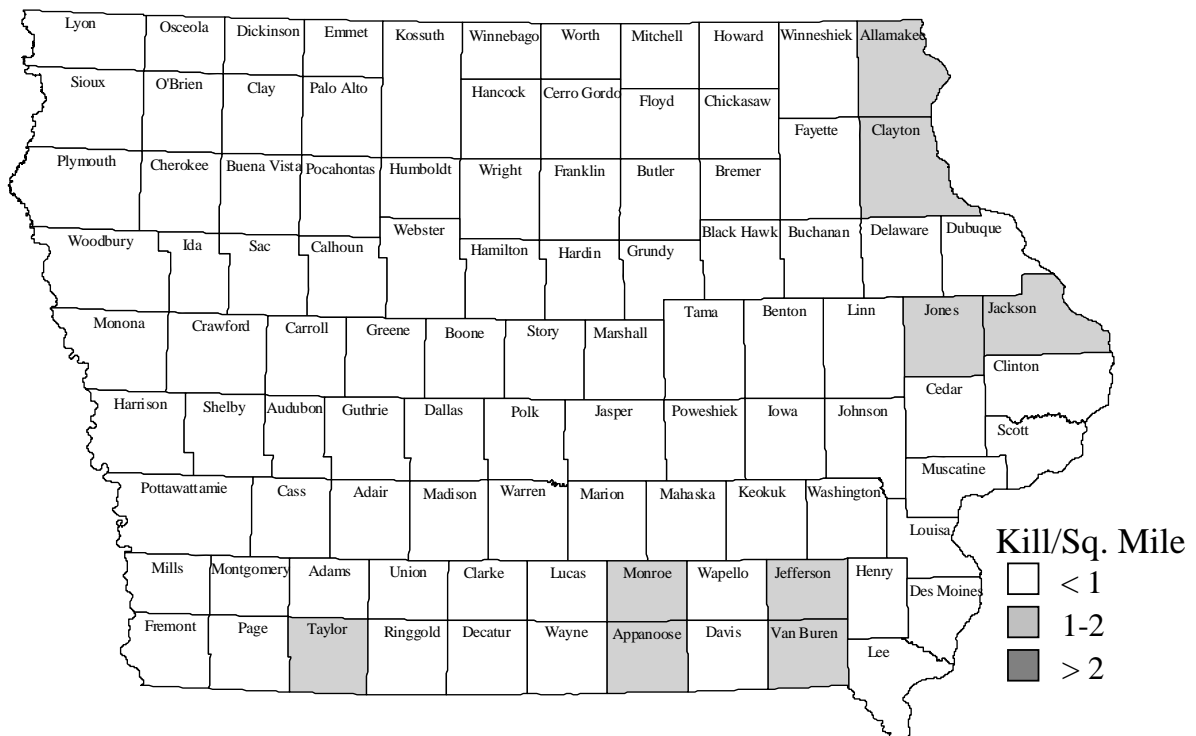 Lyon Osceola Dickinson Emmet Kossuth Winnebago Worth Mitchell Howard Winneshiek Allamakee
Sioux O'Brien Clay Palo Alto Hancock Cerro Gordo Floyd Chickasaw
Fayette Clayton
Plymouth Cherokee Buena Vista Pocahontas Humboldt Wright Franklin Butler Bremer
Woodbury Ida Sac Calhoun Webster Hamilton Hardin Grundy Black Hawk Buchanan Delaware Dubuque
Monona Crawford Carroll Greene Boone Story Marshall Tama Benton Linn Jones Jackson
Clinton
Cedar
Harrison Shelby Audubon Guthrie Dallas Polk Jasper Poweshiek Iowa Johnson
Scott
Muscatine
Pottawattamie Cass Adair Madison Warren Marion Mahaska Keokuk Washington
Louisa
Kill/Sq. Mile
Mills Montgomery Adams Union Clarke Lucas Monroe Wapello Jefferson Henry
< 1
Des Moines
Fremont Page Taylor Ringgold Decatur Wayne Appanoose Davis Van Buren
1-2
Lee
> 2